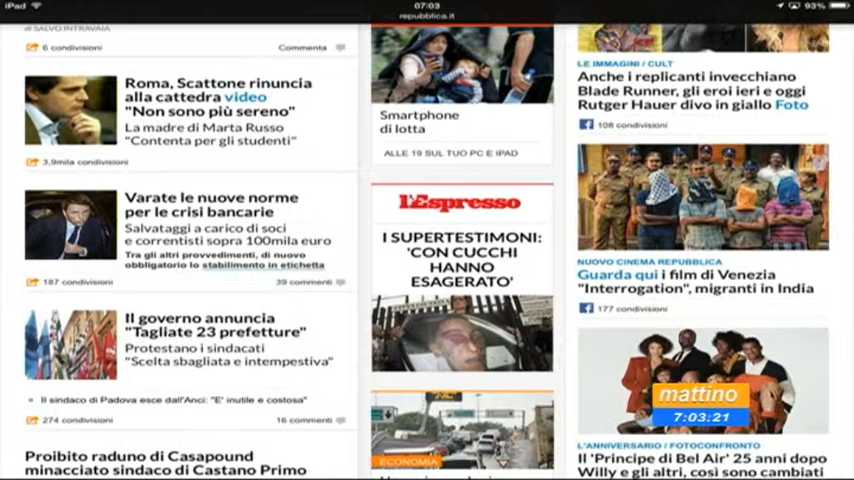 iPad
07:03
repubblica.it
93%
di SALVO INTRAVAIA
6 condivisioni
Commenta
Roma, Scattone rinuncia
alla cattedra video
"Non sono più sereno"
La madre di Marta Russo
"Contenta per gli studenti"
3,9mila condivisioni
Varate le nuove norme
per le crisi bancarie
Salvataggi a carico di soci
e correntisti sopra 100mila euro
Tra gli altri provvedimenti, di nuovo
obbligatorio lo stabilimento in etichetta
187 condivisioni
39 commenti
Il governo annuncia
"Tagliate 23 prefetture"
Protestano i sindacati
"Scelta sbagliata e intempestiva"
Il sindaco di Padova esce dall'Anci: "E' inutile e costosa"
274 condivisioni
16 commenti
Proibito raduno di Casapound
minacciato sindaco di Castano Primo
Smartphone
di lotta
ALLE 19 SUL TUO PC E IPAD
l'Espresso
I SUPERTESTIMONI:
'CON CUCCHI
HANNO
ESAGERATO'
ECONOMIA
LE IMMAGINI / CULT
Anche i replicanti invecchiano
Blade Runner, gli eroi ieri e oggi
Rutger Hauer divo in giallo Foto
108 condivisioni
NUOVO CINEMA REPUBBLICA
Guarda qui i film di Venezia
"Interrogation", migranti in India
177 condivisioni
mattino
7:03:21
L'ANNIVERSARIO / FOTOCONFRONTO
Il 'Principe di Bel Air' 25 anni dopo
Willy e gli altri, così sono cambiati